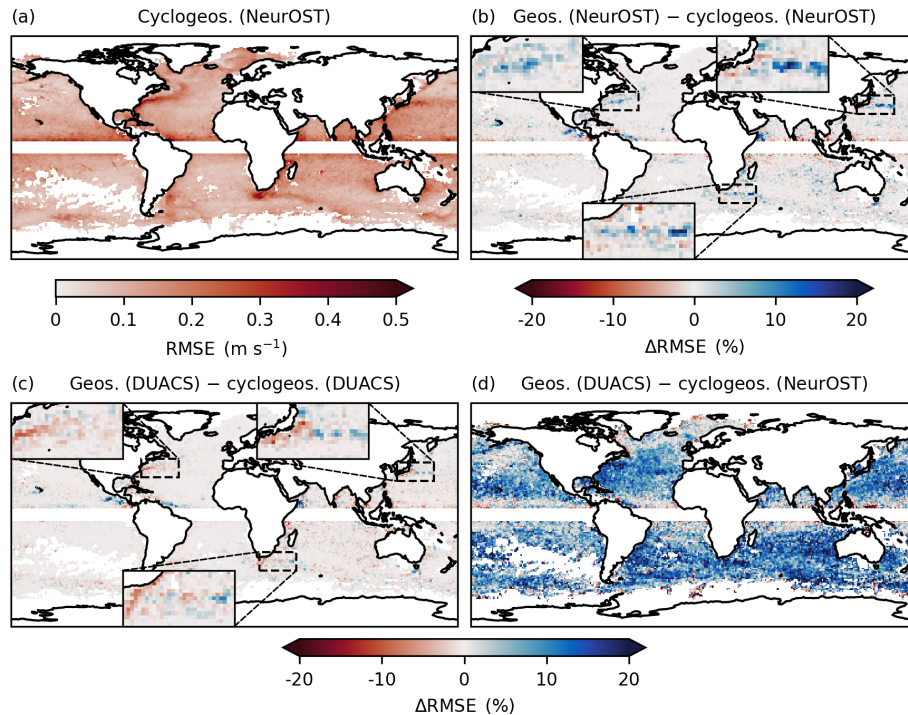 (a) Cyclogeos. (NeurOST)
(b) Geos. (NeurOST) − cyclogeos. (NeurOST)
0 0.1 0.2 0.3 0.4 0.5
RMSE (m s⁻¹)
-20 -10 0 10 20
ΔRMSE (%)
(c) Geos. (DUACS) − cyclogeos. (DUACS)
(d) Geos. (DUACS) − cyclogeos. (NeurOST)
-20 -10 0 10 20
ΔRMSE (%)